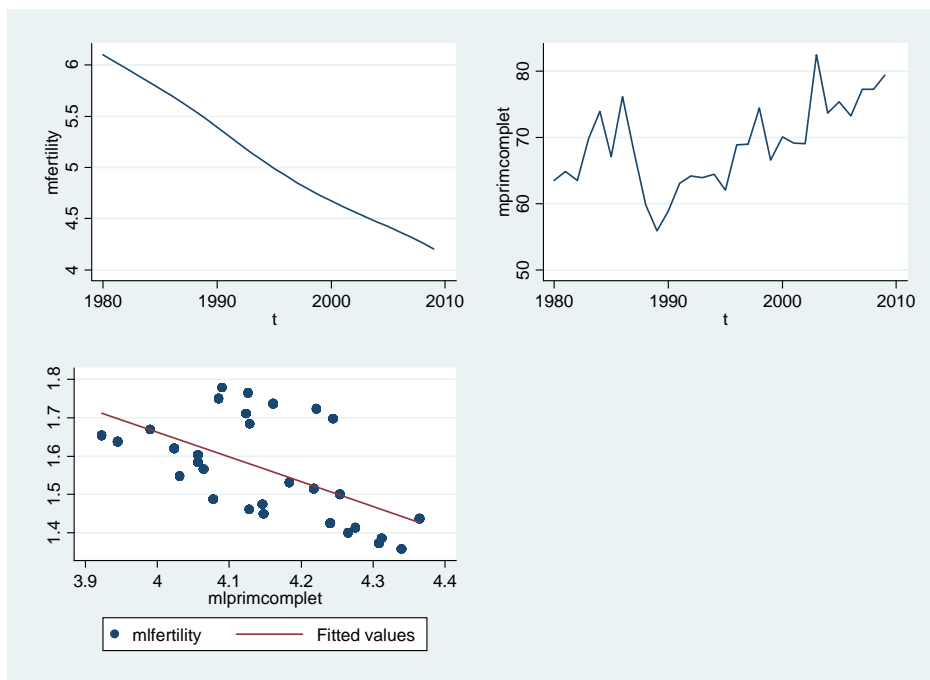 mfertility
6
5.5
5
4.5
4
1980 1990 2000 2010
t
mprimcomplet
80
70
60
50
1980 1990 2000 2010
t
1.8
1.7
1.6
1.5
1.4
3.9 4 4.1 4.2 4.3 4.4
mlprimcomplet
mlfertility Fitted values